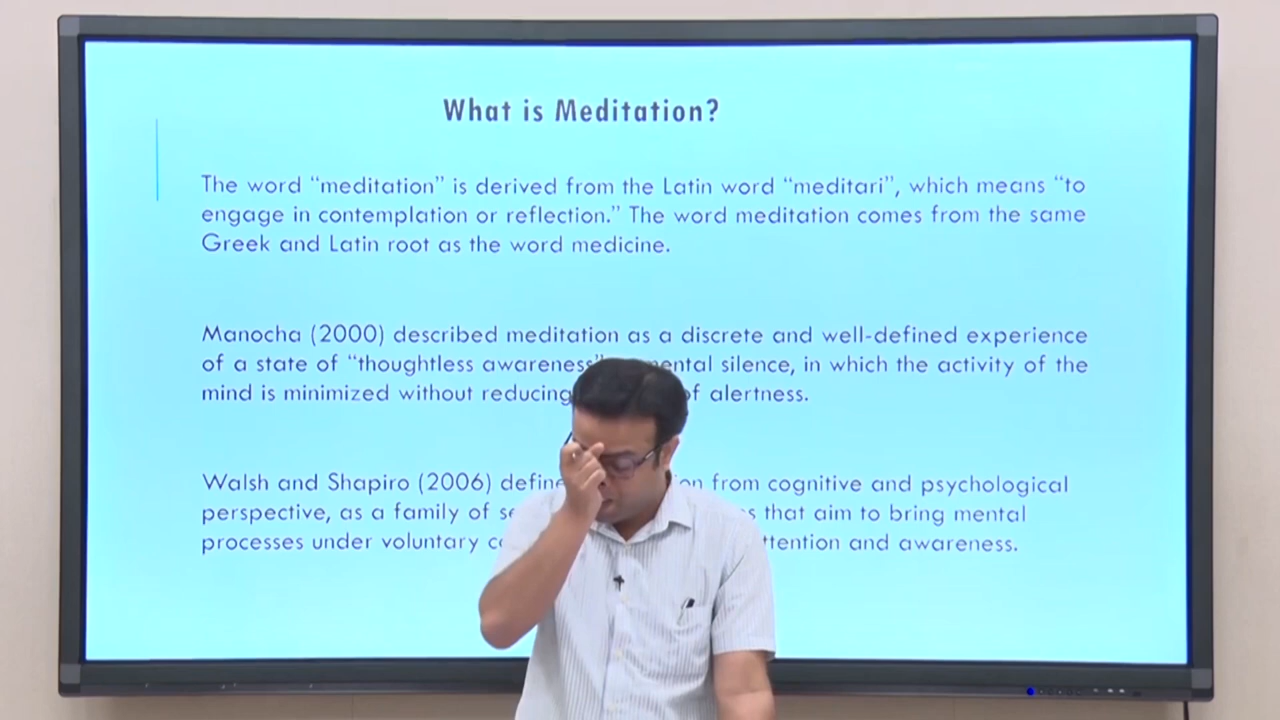 What is Meditation?
The word “meditation” is derived from the Latin word “meditari”, which means “to
engage in contemplation or reflection.” The word meditation comes from the same
Greek and Latin root as the word medicine.
Manocha (2000) described meditation as a discrete and well-defined experience
of a state of “thoughtless awareness” mental silence, in which the activity of the
mind is minimized without reducing of alertness.
Walsh and Shapiro (2006) from cognitive and psychological
perspective, as a family of that aim to bring mental
processes under voluntary attention and awareness.